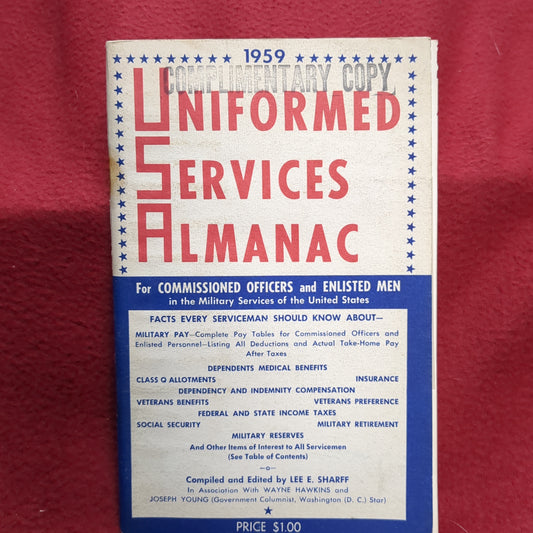 1959
COMPLIMENTARY COPY
UNIFORMED
SERVICES
ALMANAC
For COMMISSIONED OFFICERS and ENLISTED MEN
in the Military Services of the United States
FACTS EVERY SERVICEMAN SHOULD KNOW ABOUT—
MILITARY PAY—Complete Pay Tables for Commissioned Officers and
Enlisted Personnel—Listing All Deductions and Actual Take-Home Pay
After Taxes
DEPENDENTS MEDICAL BENEFITS
CLASS Q ALLOTMENTS INSURANCE
DEPENDENCY AND INDEMNITY COMPENSATION
VETERANS BENEFITS VETERANS PREFERENCE
FEDERAL AND STATE INCOME TAXES
SOCIAL SECURITY MILITARY RETIREMENT
MILITARY RESERVES
And Other Items of Interest to All Servicemen
(See Table of Contents)
—o—
Compiled and Edited by LEE E. SHARFF
In Association With WAYNE HAWKINS and
JOSEPH YOUNG (Government Columnist, Washington (D. C.) Star)
PRICE $1.00